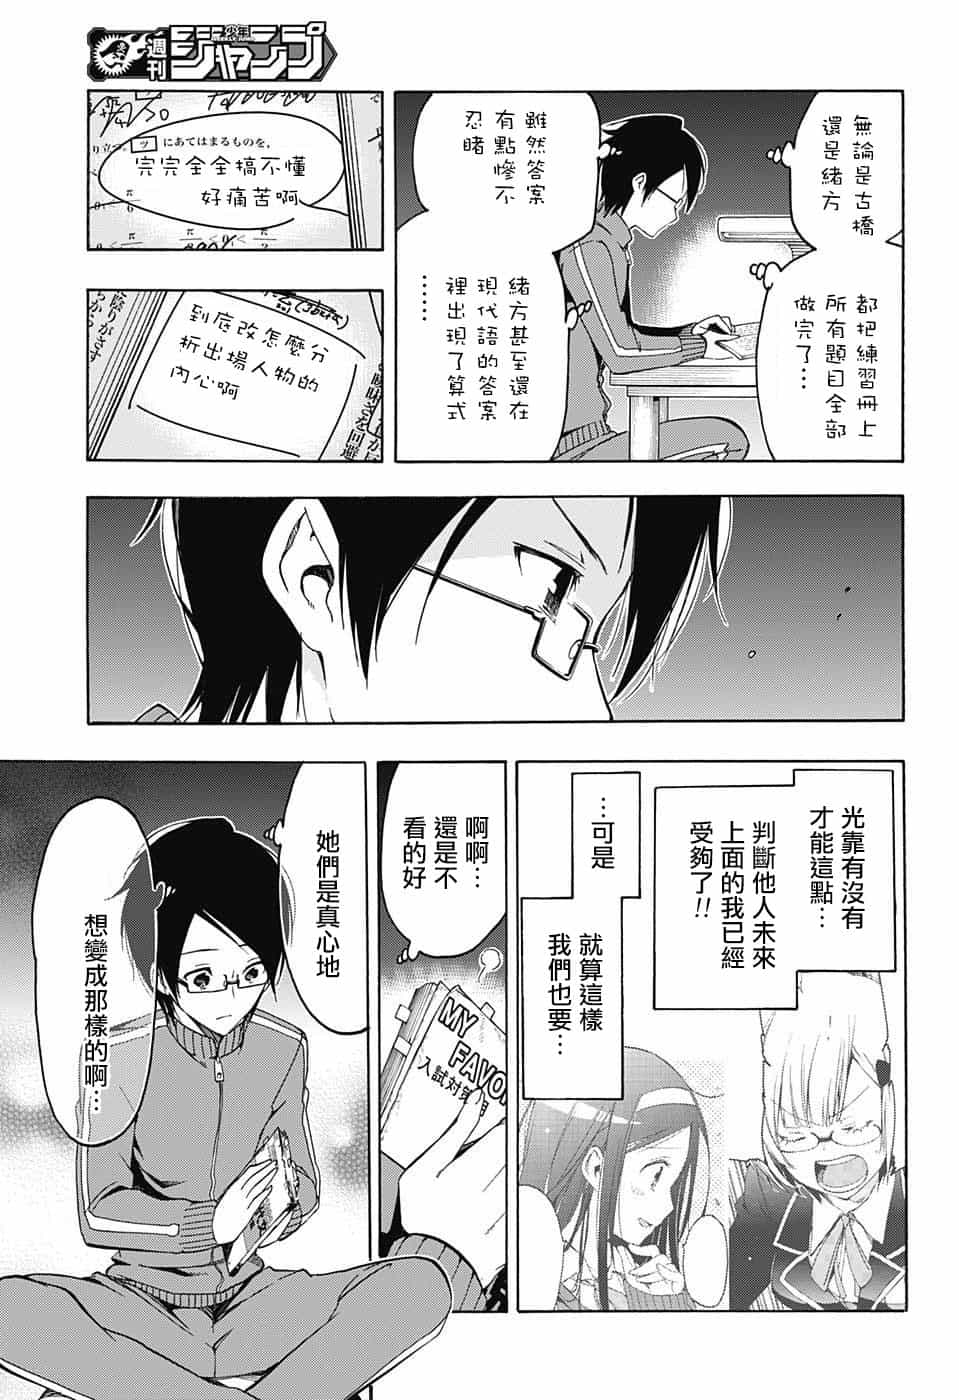 週刊
少年
ジャンプ
無論是古橋
還是緒方
都把練習冊上
所有題目全部
做完了…
雖然答案
有點慘不
忍睹
緒方甚至還在
現代語的答案
裡出現了算式
……
ツ
にあてはまるものを,
完完全全搞不懂
好痛苦啊
到底改怎麼分
析出場人物的
內心啊
光靠有沒有
才能這點…
判斷他人未來
上面的我已經
受夠了!!
…可是
就算這樣
我們也要…
啊啊…
還是不
看的好
MY
FAVO
入試対策
她們是真心地
想變成那樣的啊…